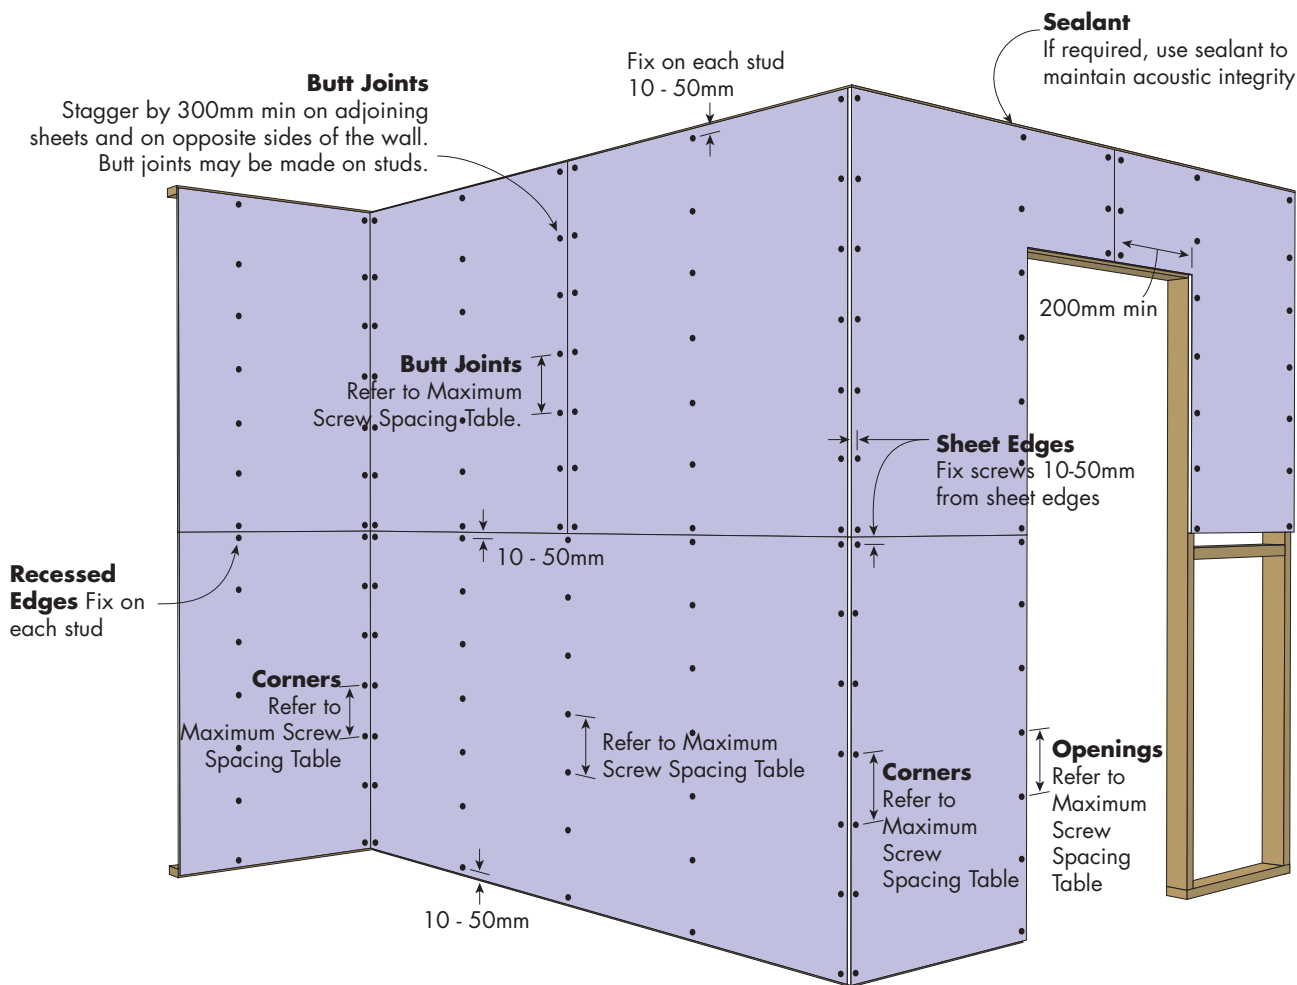 Sealant
If required, use sealant to
maintain acoustic integrity
Fix on each stud
10 - 50mm
Butt Joints
Stagger by 300mm min on adjoining
sheets and on opposite sides of the wall.
Butt joints may be made on studs.
200mm min
Butt Joints
Refer to Maximum
Screw Spacing Table.
Sheet Edges
Fix screws 10-50mm
from sheet edges
10 - 50mm
Recessed
Edges Fix on
each stud
Corners
Refer to
Maximum Screw
Spacing Table
Refer to Maximum
Screw Spacing Table
Corners
Refer to
Maximum
Screw
Spacing Table
Openings
Refer to
Maximum
Screw
Spacing
Table
10 - 50mm